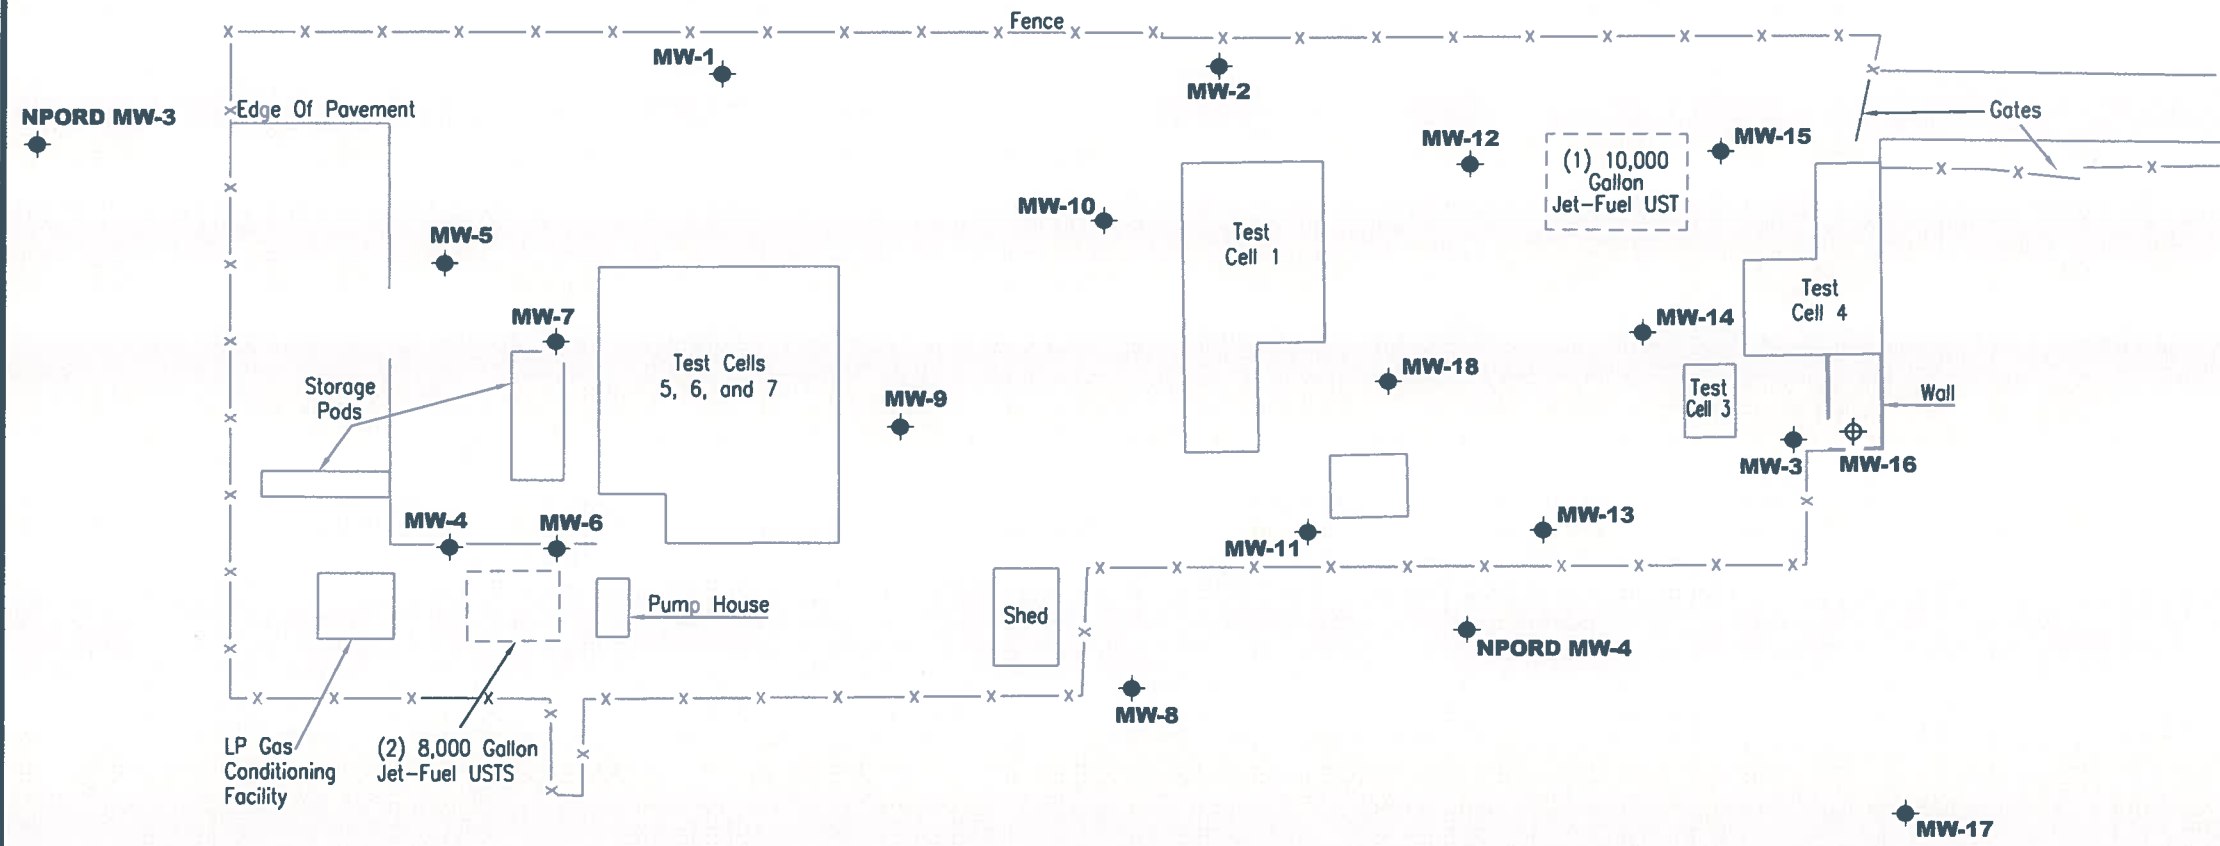 Fence
MW-1
MW-2
NPORD MW-3
Edge Of Pavement
Gates
MW-12
(1) 10,000
Gallon
Jet-Fuel UST
MW-15
MW-10
MW-5
Test
Cell 1
Test
Cell 4
MW-7
MW-14
Storage
Pods
Test Cells
5, 6, and 7
MW-18
MW-9
Test
Cell 3
Wall
MW-3
MW-16
MW-4
MW-6
MW-11
MW-13
Pump House
Shed
NPORD MW-4
MW-8
LP Gas
Conditioning
Facility
(2) 8,000 Gallon
Jet-Fuel USTS
MW-17